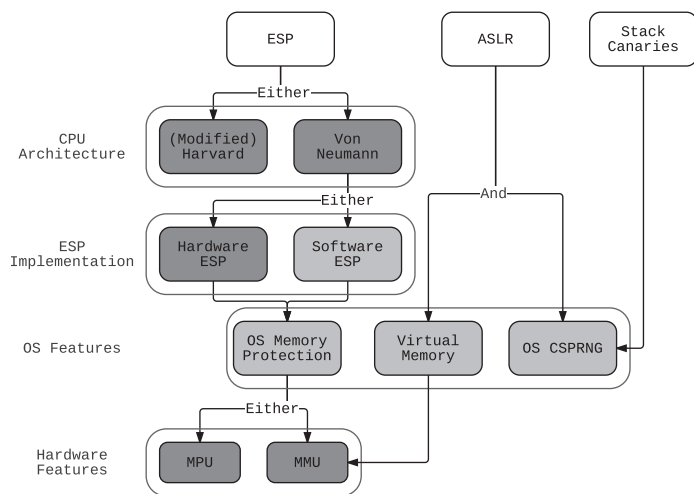 ESP
ASLR
Stack
Canaries
Either
CPU
Architecture
(Modified)
Harvard
Von
Neumann
Either
And
ESP
Implementation
Hardware
ESP
Software
ESP
OS Features
OS Memory
Protection
Virtual
Memory
OS CSPRNG
Either
Hardware
Features
MPU
MMU